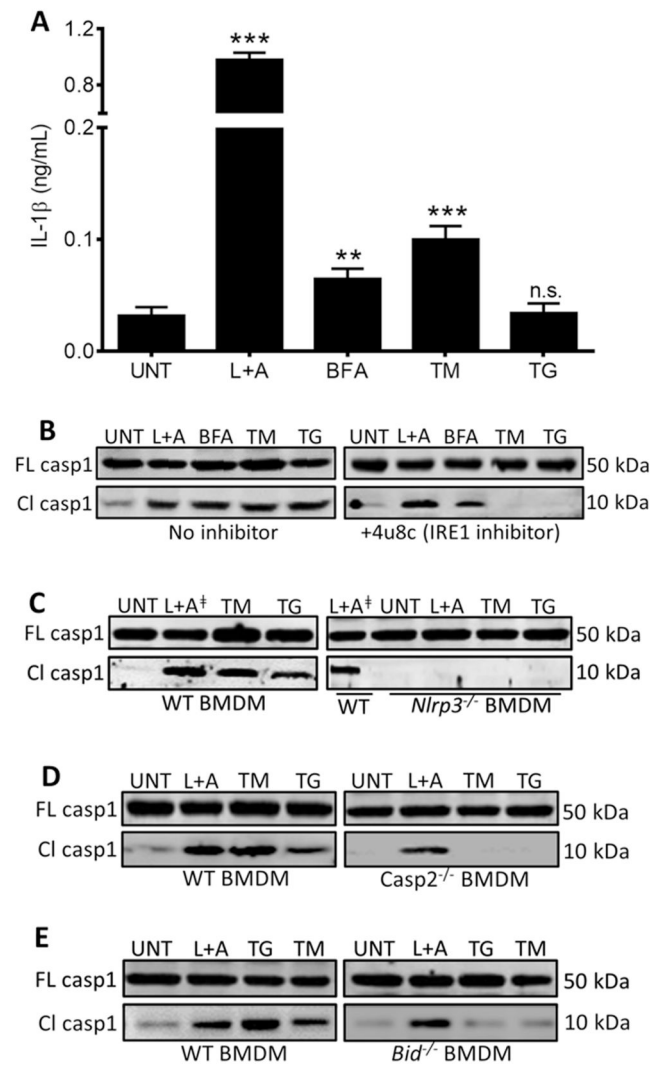 A
1.2
0.8
0.2
0.1
0.0
IL-1β (ng/mL)
***
**
***
n.s.
UNT L+A BFA TM TG
B
UNT L+A BFA TM TG UNT L+A BFA TM TG
FL casp1 50 kDa
Cl casp1 10 kDa
No inhibitor +4u8c (IRE1 inhibitor)
C
UNT L+A‡ TM TG L+A‡ UNT L+A TM TG
FL casp1 50 kDa
Cl casp1 10 kDa
WT BMDM WT Nlrp3-/- BMDM
D
UNT L+A TM TG UNT L+A TM TG
FL casp1 50 kDa
Cl casp1 10 kDa
WT BMDM Casp2-/- BMDM
E
UNT L+A TG TM UNT L+A TG TM
FL casp1 50 kDa
Cl casp1 10 kDa
WT BMDM Bid-/- BMDM